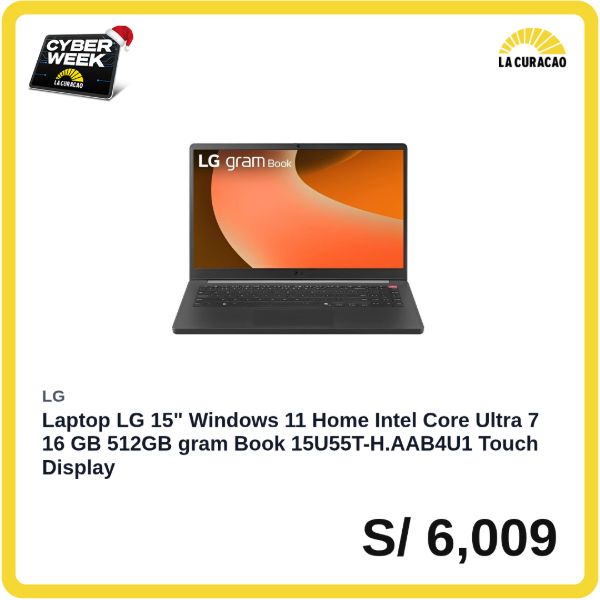 CYBER
WEEK
LA CURACAO
LA CURACAO
LG gram Book
LG
Laptop LG 15" Windows 11 Home Intel Core Ultra 7
16 GB 512GB gram Book 15U55T-H.AAB4U1 Touch
Display
S/ 6,009